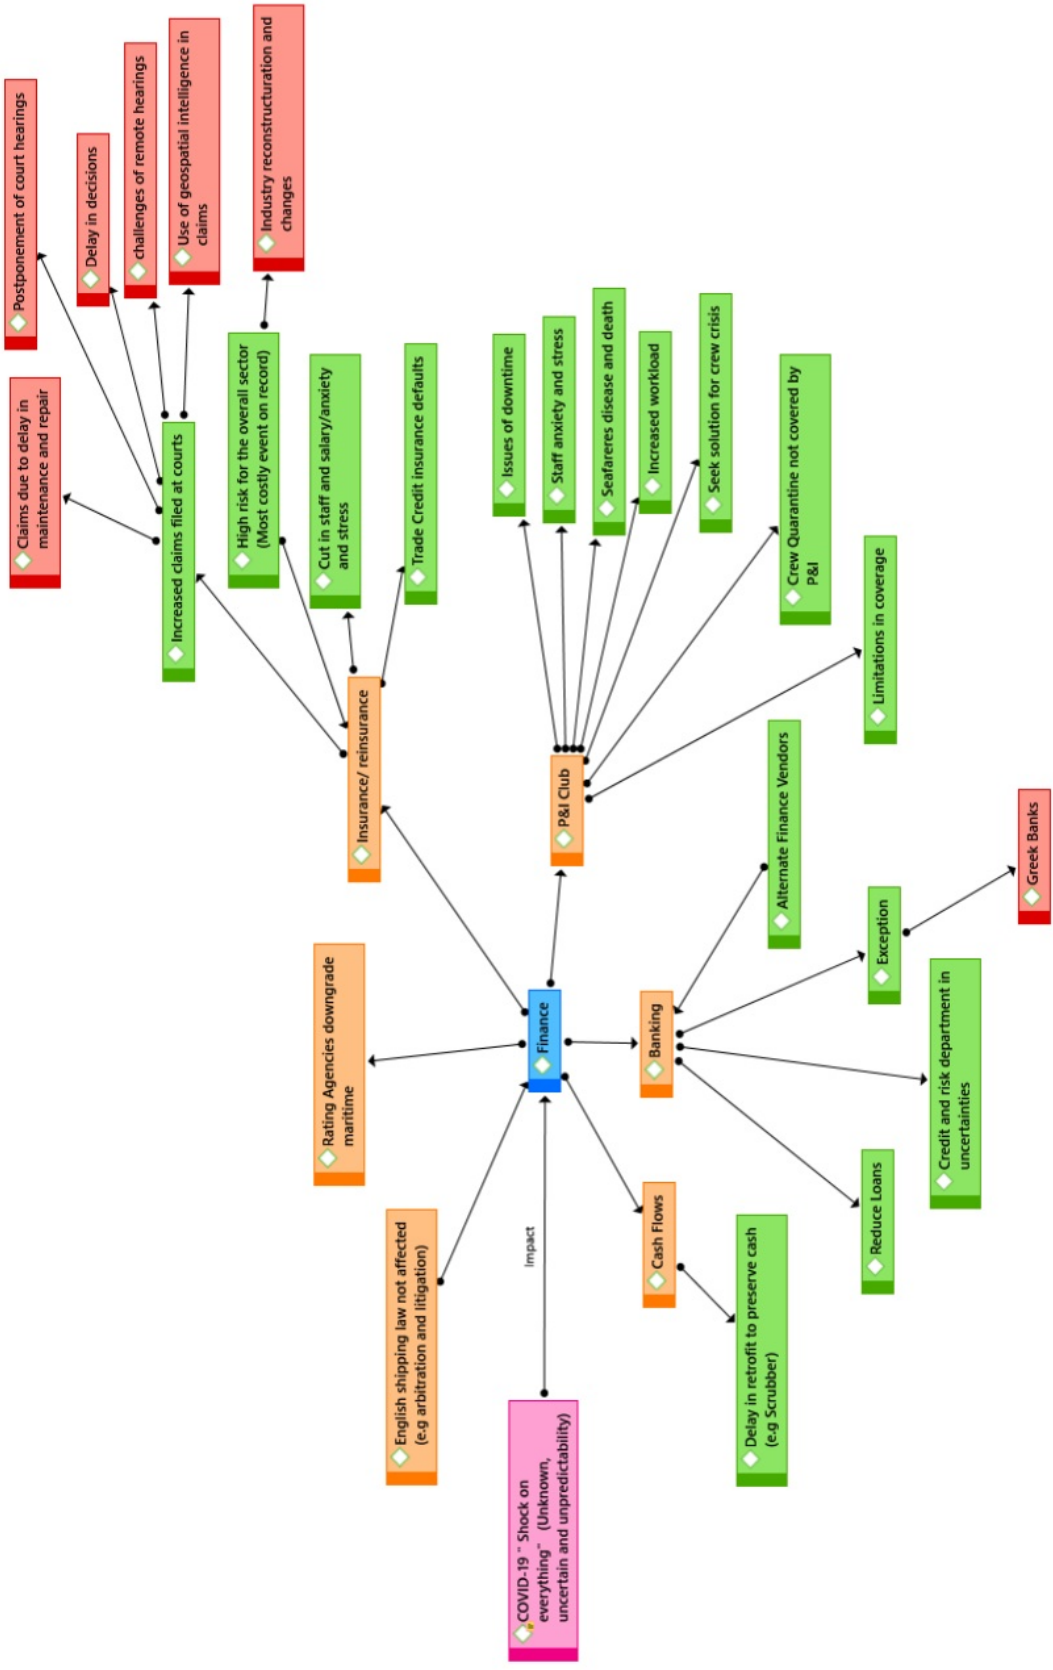 Postponement of court hearings
Delay in decisions
challenges of remote hearings
Use of geospatial intelligence in
claims
Industry reconstructuration and
changes
Claims due to delay in
maintenance and repair
Increased claims filed at courts
High risk for the overall sector
(Most costly event on record)
Cut in staff and salary/anxiety
and stress
Trade Credit insurance defaults
Issues of downtime
Staff anxiety and stress
Seafareres disease and death
Increased workload
Seek solution for crew crisis
Crew Quarantine not covered by
P&I
Limitations in coverage
Insurance/ reinsurance
P&I Club
Alternate Finance Vendors
Greek Banks
Rating Agencies downgrade
maritime
Finance
Banking
Exception
Credit and risk department in
uncertainties
English shipping law not affected
(e.g arbitration and litigation)
Impact
Cash Flows
Reduce Loans
Delay in retrofit to preserve cash
(e.g Scrubber)
COVID-19 " Shock on
everything" (Unknown,
uncertain and unpredictability)